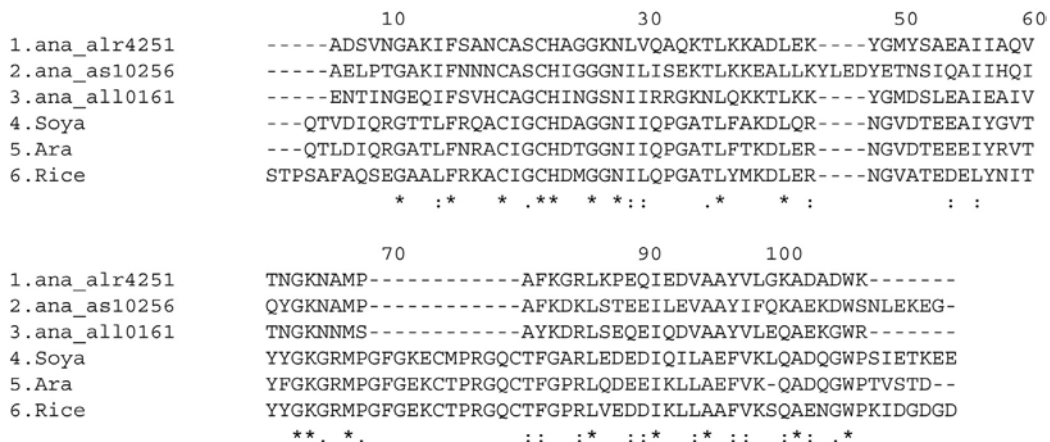 10 30 50 60
1.ana_alr4251 -----ADSVNGAKIFSANCASCHAGGKNLVQAQKTLKKADLEK----YGMYSAEAIIAQV
2.ana_as10256 -----AELPTGAKIFNNNCASCHIGGGNILISEKTLKKEALLKYLEDYETNSIQAIIHQI
3.ana_all0161 -----ENTINGEQIFSVHCAGCHINGSNIIRRGKNLQKKTLKK----YGMDSLEAIEAIV
4.Soya ---QTVDIQRGTTLFRQACIGCHDAGGNIIQPGATLFAKDLQR----NGVDTEEAIYGVT
5.Ara ---QTLDIQRGATLFNRACIGCHDTGGNIIQPGATLFTKDLER----NGVDTEEEIYRVT
6.Rice STPSAFAQSEGAALFRKACIGCHDMGGNILQPGATLYMKDLER----NGVATEDELYNIT
* :* * .** * *:: .* * : : :
70 90 100
1.ana_alr4251 TNGKNAMP------------AFKGRLKPEQIEDVAAYVLGKADADWK-------
2.ana_as10256 QYGKNAMP------------AFKDKLSTEEILEVAAYIFQKAEKDWSNLEKEG-
3.ana_all0161 TNGKNNMS------------AYKDRLSEQEIQDVAAYVLEQAEKGWR-------
4.Soya YYGKGRMPGFGKECMPRGQCTFGARLEDEDIQILAEFVKLQADQGWPSIETKEE
5.Ara YFGKGRMPGFGEKCTPRGQCTFGPRLQDEEIKLLAEFVK-QADQGWPTVSTD--
6.Rice YYGKGRMPGFGEKCTPRGQCTFGPRLVEDDIKLLAAFVKSQAENGWPKIDGDGD
**. *. :: :* ::* :* :: :*: .*